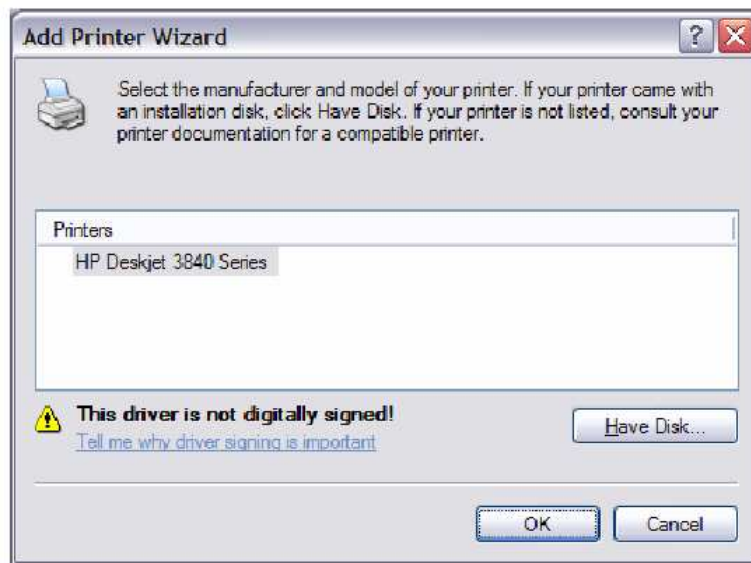 Add Printer Wizard
Select the manufacturer and model of your printer. If your printer came with
an installation disk, click Have Disk. If your printer is not listed, consult your
printer documentation for a compatible printer.
Printers
HP Deskjet 3840 Series
This driver is not digitally signed!
Tell me why driver signing is important
Have Disk...
OK
Cancel